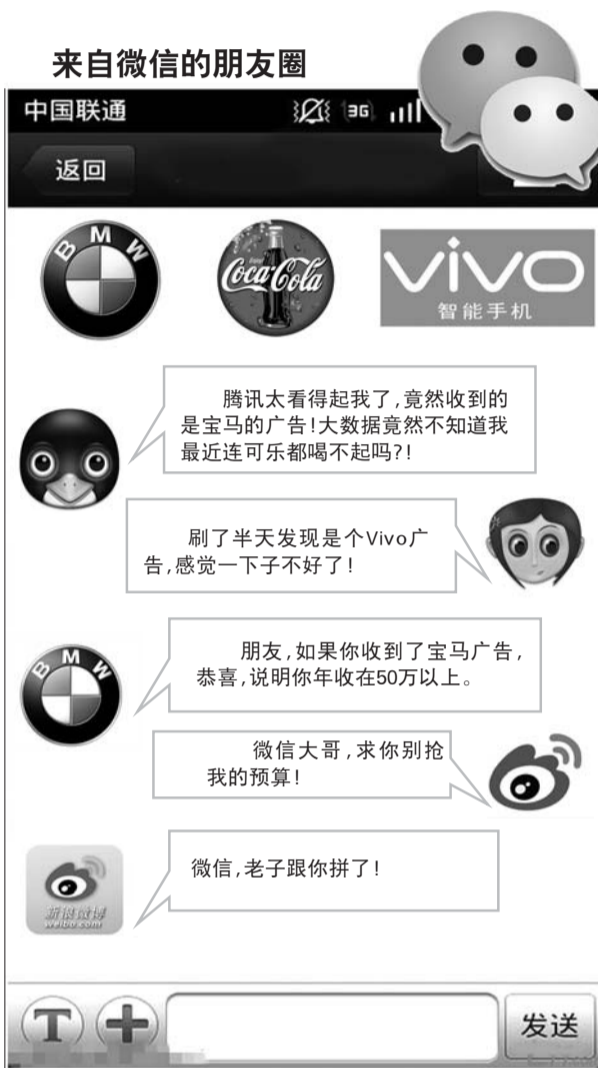 来自微信的朋友圈
中国联通
3G
返回
BMW
Coca-Cola
vivo
智能手机
腾讯太看得起我了,竟然收到的
是宝马的广告!大数据竟然不知道我
最近连可乐都喝不起吗?!
刷了半天发现是个Vivo广
告,感觉一下子不好了!
BMW
朋友,如果你收到了宝马广告,
恭喜,说明你年收在50万以上。
微信大哥,求你别抢
我的预算!
微信,老子跟你拼了!
新浪微博
weibo.com
T
发送